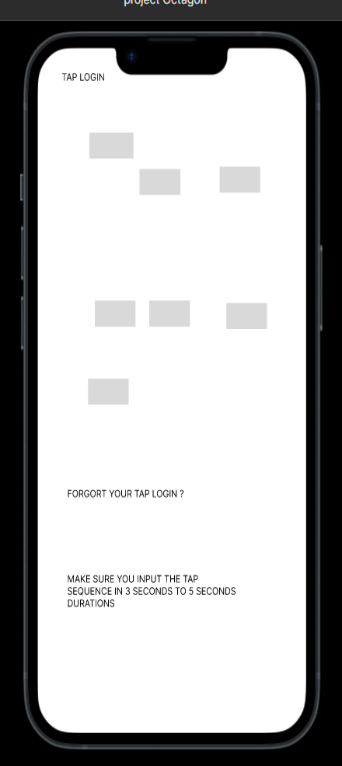 project Octagon
TAP LOGIN
FORGORT YOUR TAP LOGIN ?
MAKE SURE YOU INPUT THE TAP
SEQUENCE IN 3 SECONDS TO 5 SECONDS
DURATIONS